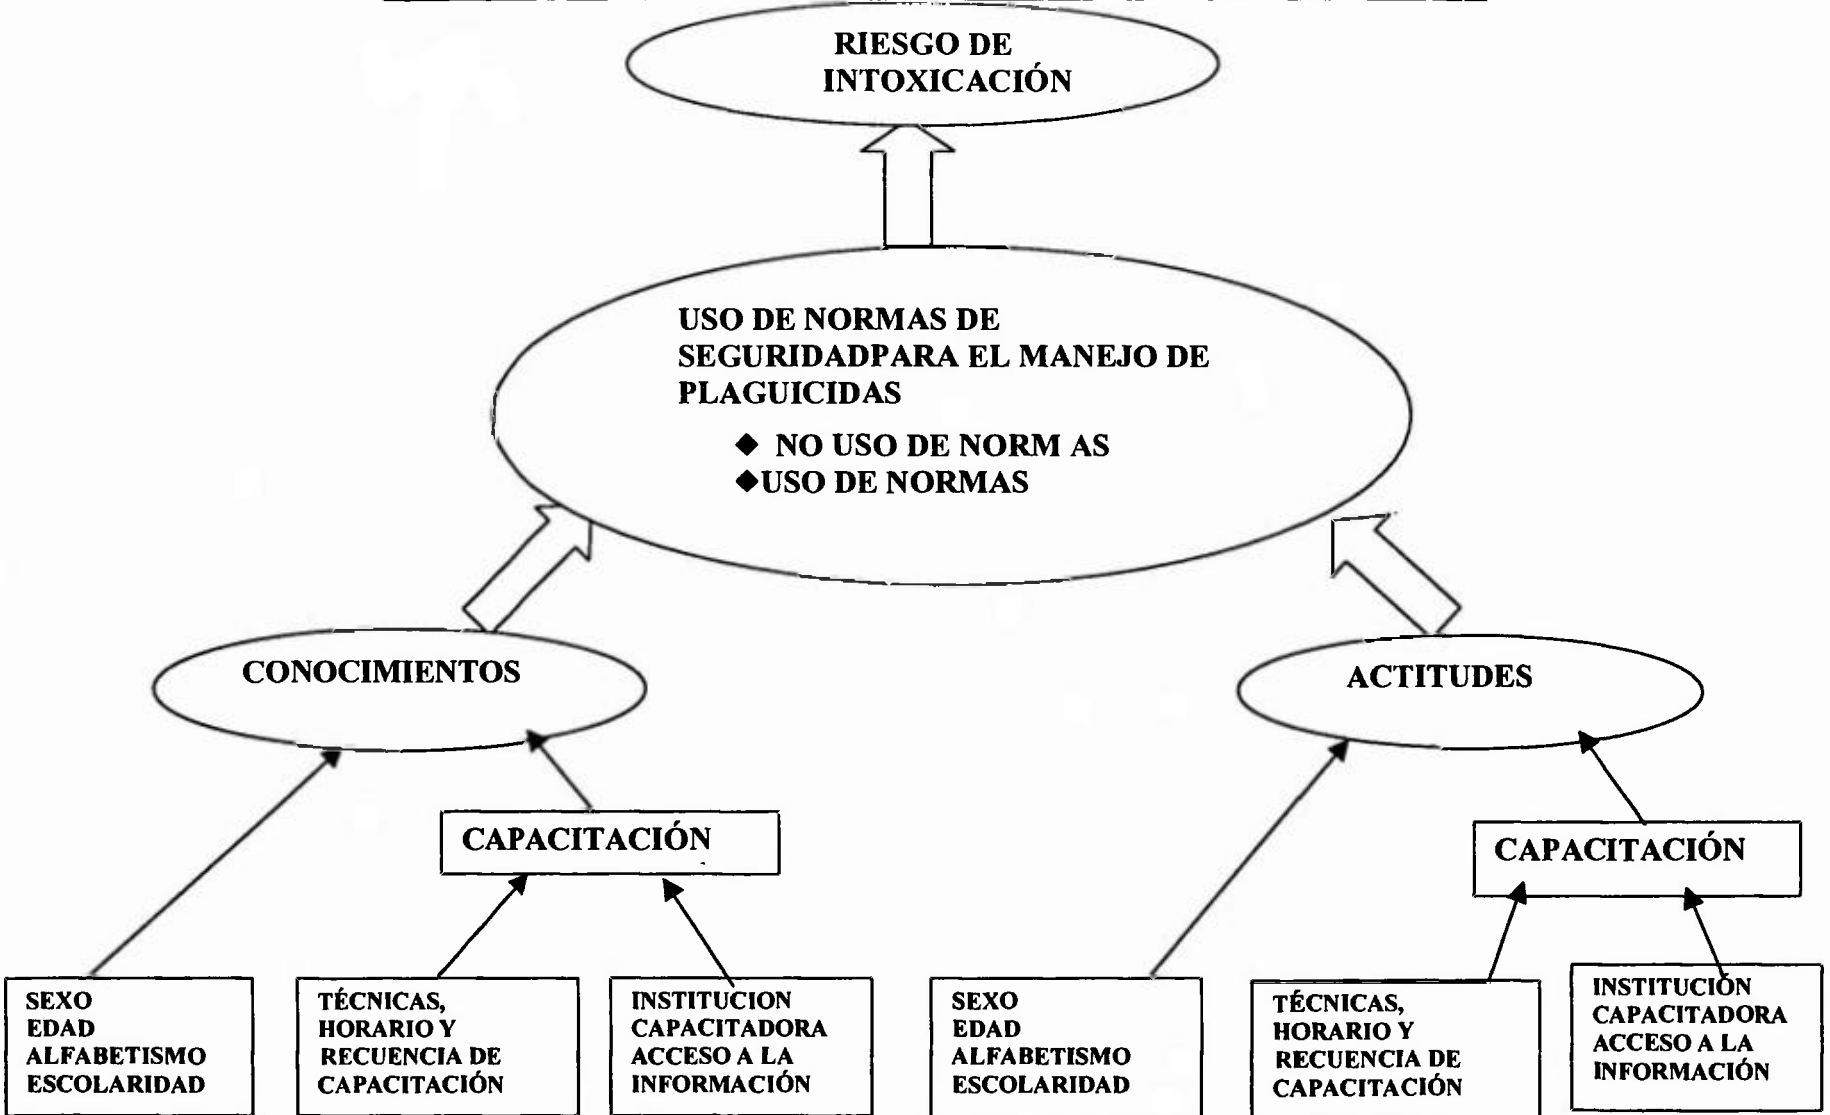 RIESGO DE
INTOXICACIÓN
USO DE NORMAS DE
SEGURIDADPARA EL MANEJO DE
PLAGUICIDAS
◆ NO USO DE NORM AS
◆USO DE NORMAS
CONOCIMIENTOS
ACTITUDES
CAPACITACIÓN
CAPACITACIÓN
SEXO
EDAD
ALFABETISMO
ESCOLARIDAD
TÉCNICAS,
HORARIO Y
RECUENCIA DE
CAPACITACIÓN
INSTITUCION
CAPACITADORA
ACCESO A LA
INFORMACIÓN
SEXO
EDAD
ALFABETISMO
ESCOLARIDAD
TÉCNICAS,
HORARIO Y
RECUENCIA DE
CAPACITACIÓN
INSTITUCIÓN
CAPACITADORA
ACCESO A LA
INFORMACIÓN